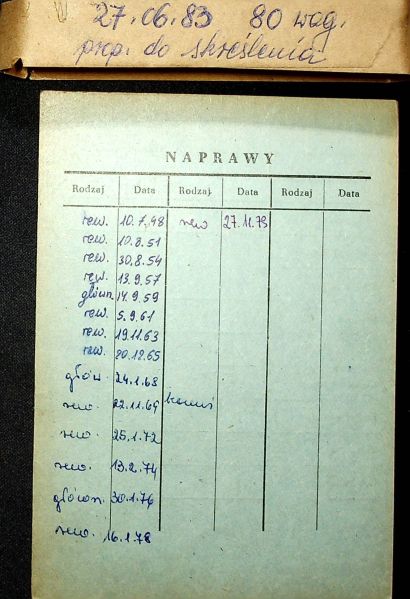 27.06.83 80 wag.
prop. do skreślenia
NAPRAWY
Rodzaj Data Rodzaj. Data Rodzaj Data
rew. 10.7.48 rew 27.11.79
rew. 10.8.51
rew. 30.8.54
rew. 13.9.57
główn. 14.9.59
rew. 5.9.61
rew. 19.11.63
rew. 20.12.65
głów. 24.1.68
rew. 22.11.69
rew. 25.1.72
rew. 13.2.74
główn. 30.1.76
rew. 16.1.78